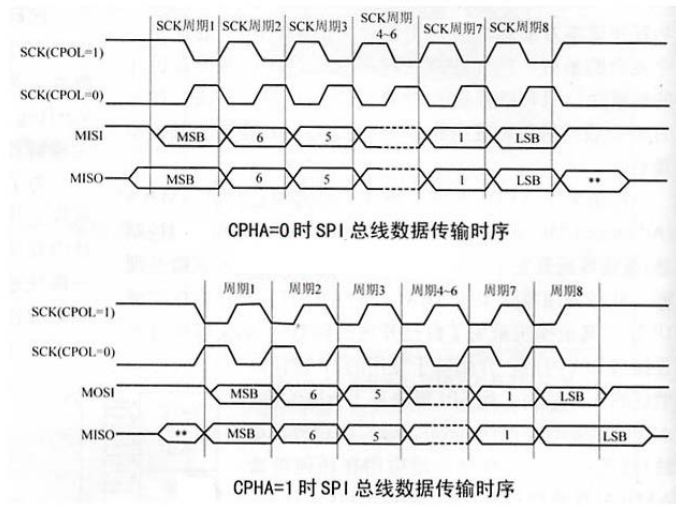 SCK周期1 SCK周期2 SCK周期3 SCK周期 4~6 SCK周期7 SCK周期8
SCK(CPOL=1)
SCK(CPOL=0)
MISI MSB 6 5 1 LSB
MISO MSB 6 5 1 LSB **
CPHA=0时SPI总线数据传输时序
周期1 周期2 周期3 周期4~6 周期7 周期8
SCK(CPOL=1)
SCK(CPOL=0)
MOSI MSB 6 5 1 LSB
MISO ** MSB 6 5 1 LSB
CPHA=1时SPI总线数据传输时序